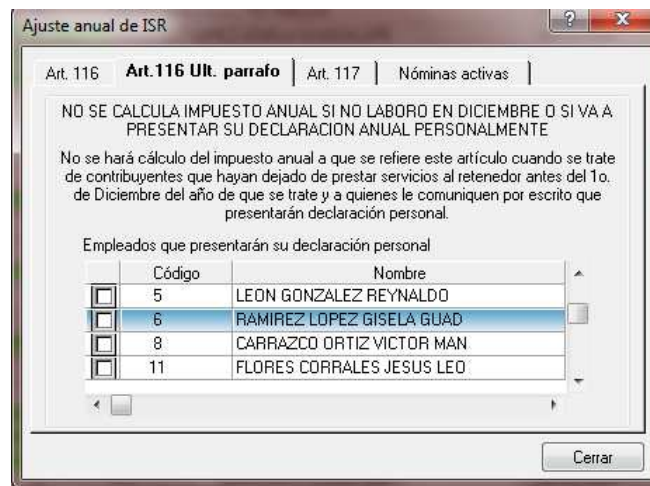 Ajuste anual de ISR
Art. 116 Art.116 Ult. parrafo Art. 117 Nóminas activas
NO SE CALCULA IMPUESTO ANUAL SI NO LABORO EN DICIEMBRE O SI VA A
PRESENTAR SU DECLARACION ANUAL PERSONALMENTE
No se hará cálculo del impuesto anual a que se refiere este artículo cuando se trate
de contribuyentes que hayan dejado de prestar servicios al retenedor antes del 1o.
de Diciembre del año de que se trate y a quienes le comuniquen por escrito que
presentarán declaración personal.
Empleados que presentarán su declaración personal
Código Nombre
5 LEON GONZALEZ REYNALDO
6 RAMIREZ LOPEZ GISELA GUAD
8 CARRAZCO ORTIZ VICTOR MAN
11 FLORES CORRALES JESUS LEO
Cerrar